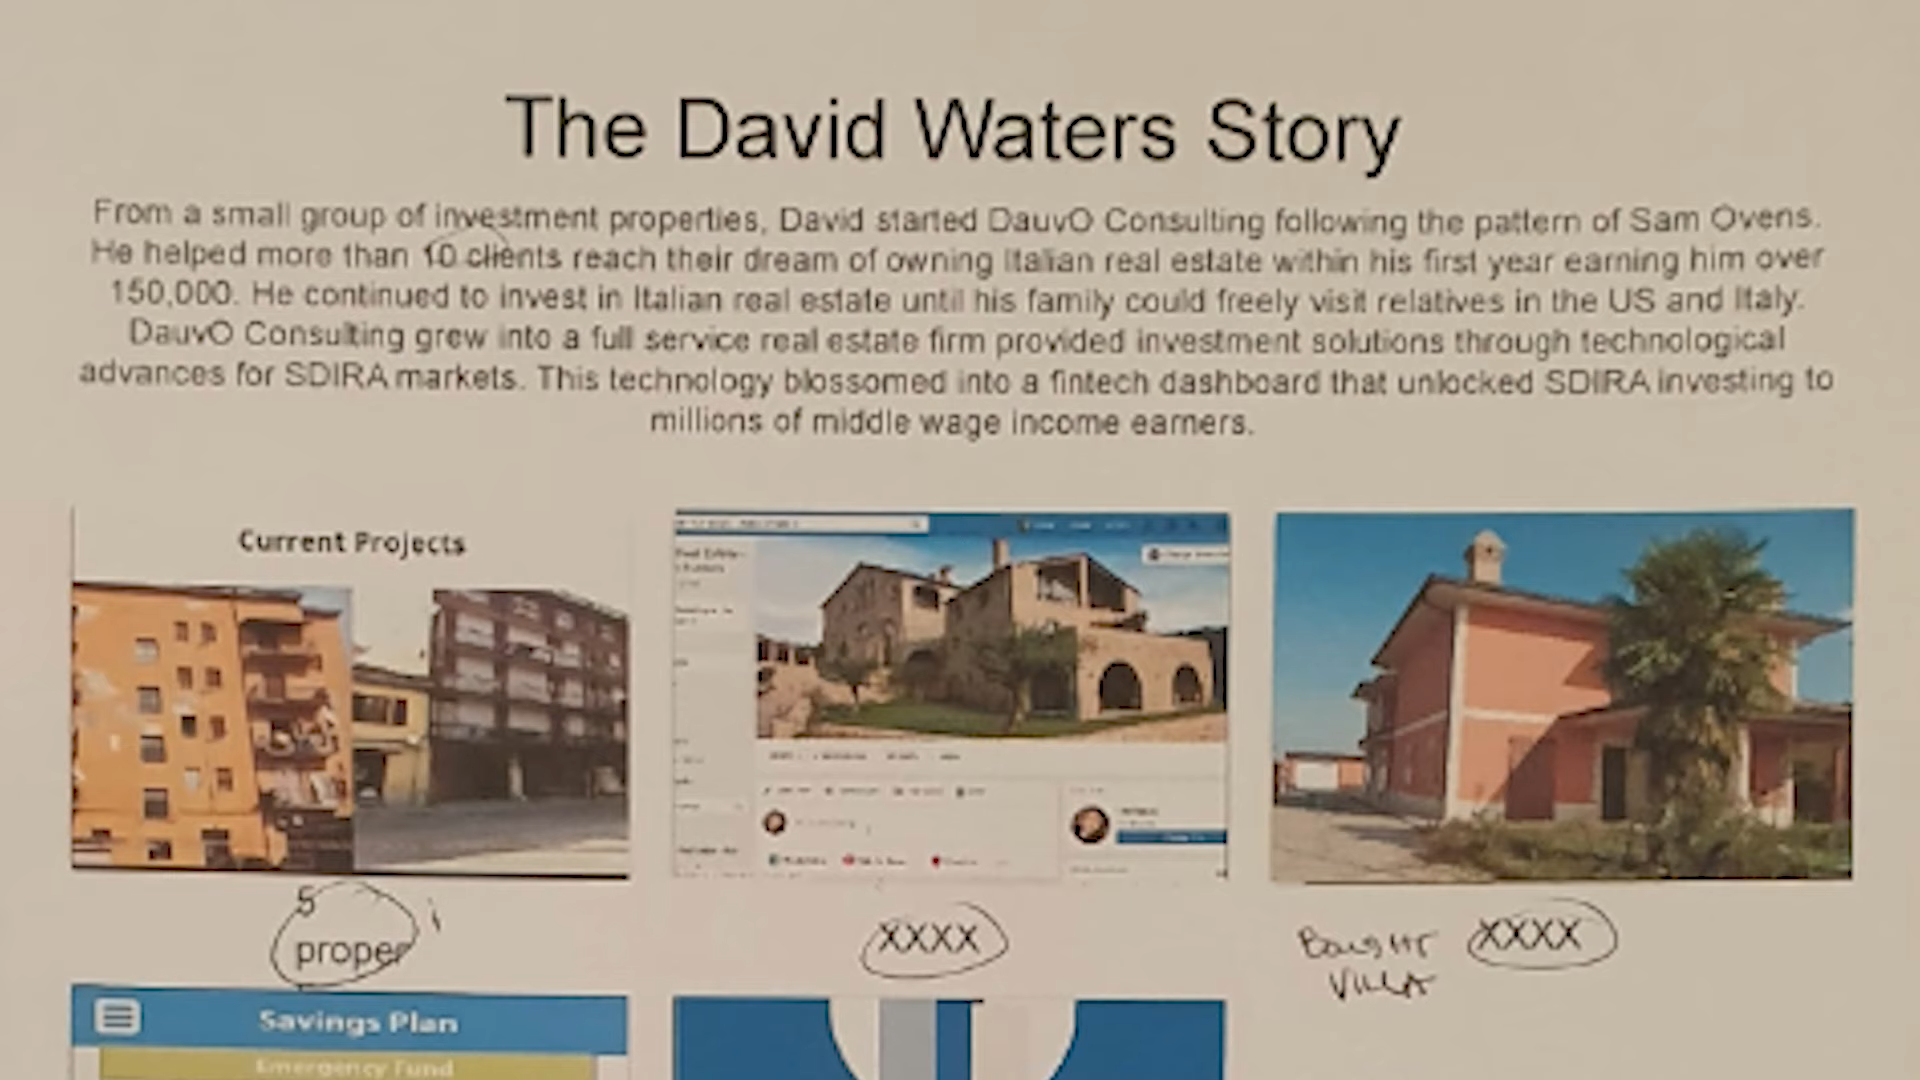 The David Waters Story
From a small group of investment properties, David started DauvO Consulting following the pattern of Sam Ovens.
He helped more than 10 clients reach their dream of owning Italian real estate within his first year earning him over
150,000. He continued to invest in Italian real estate until his family could freely visit relatives in the US and Italy.
DauvO Consulting grew into a full service real estate firm provided investment solutions through technological
advances for SDIRA markets. This technology blossomed into a fintech dashboard that unlocked SDIRA investing to
millions of middle wage income earners.
Current Projects
5
proper
XXXX
Bought XXXX
Villa
Savings Plan
Emergency Fund